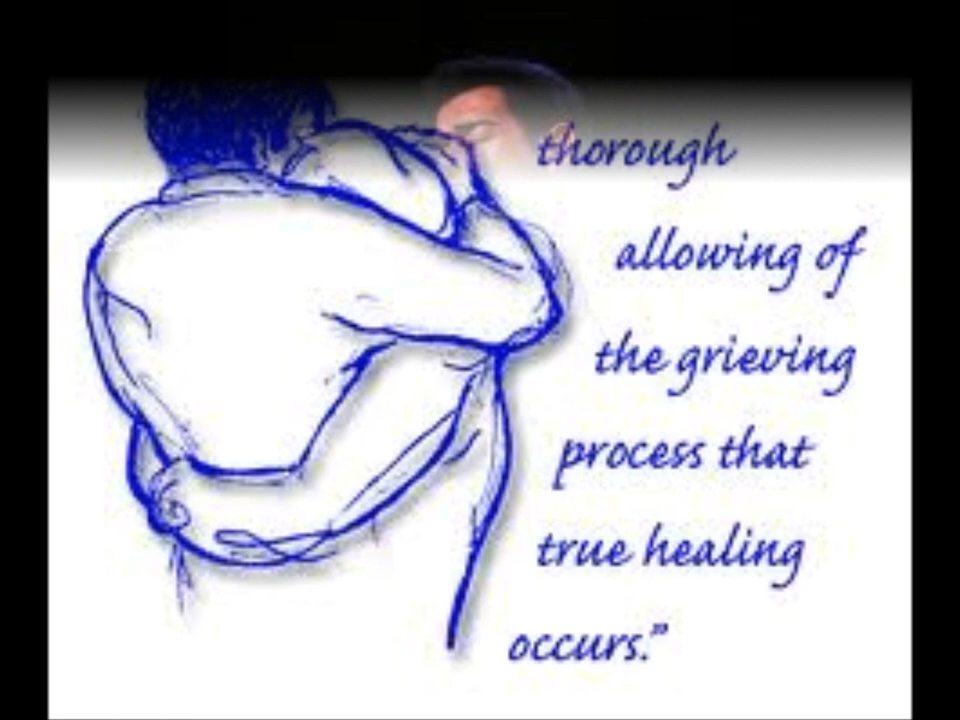 thorough
allowing of
the grieving
process that
true healing
occurs.”